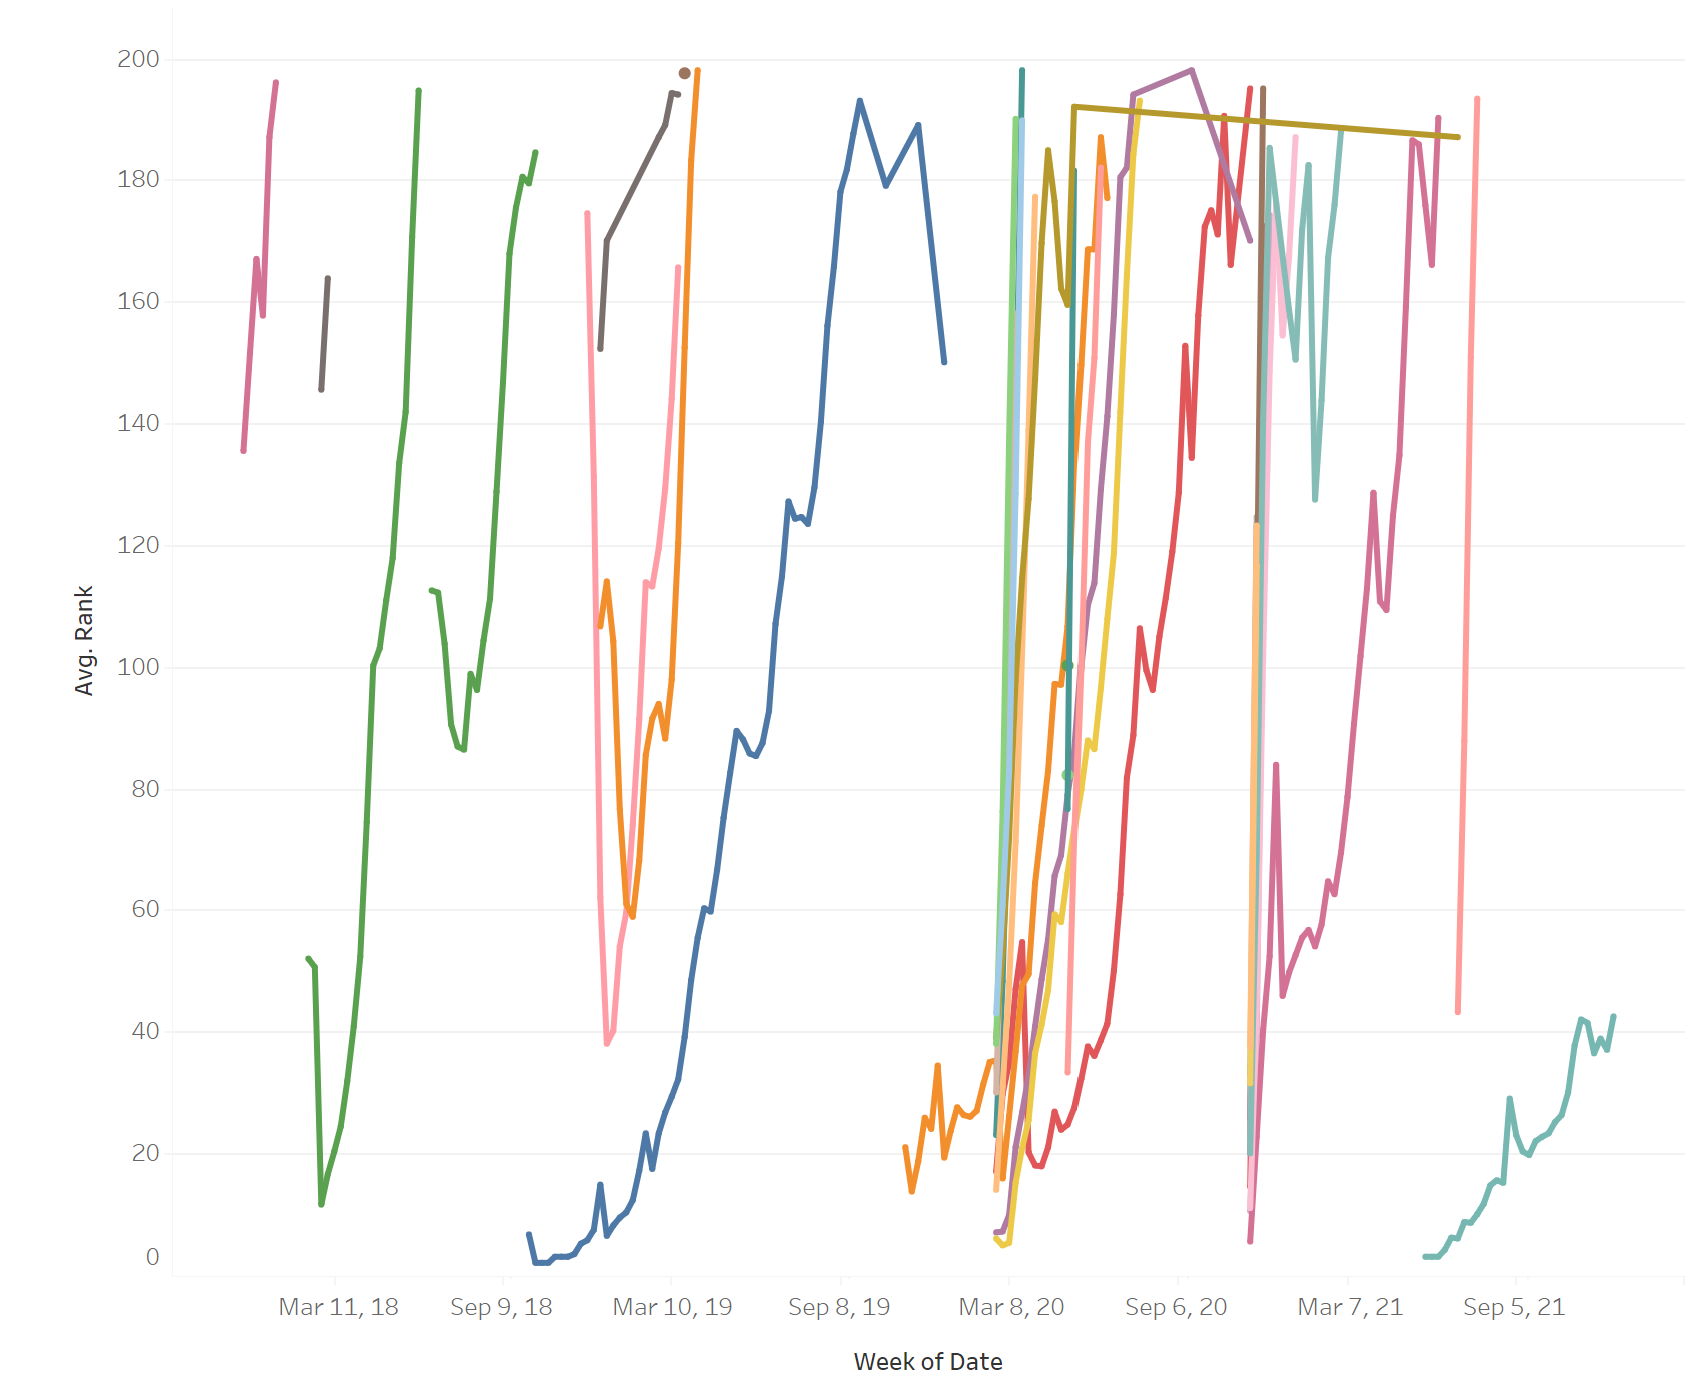 200
180
160
140
120
100
80
60
40
20
0
Avg. Rank
Mar 11, 18
Sep 9, 18
Mar 10, 19
Sep 8, 19
Mar 8, 20
Sep 6, 20
Mar 7, 21
Sep 5, 21
Week of Date